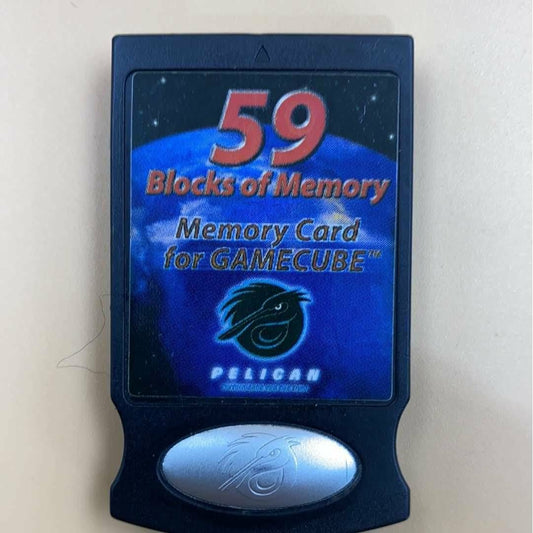 59
Blocks of Memory
Memory Card
for GAMECUBE™
PELICAN